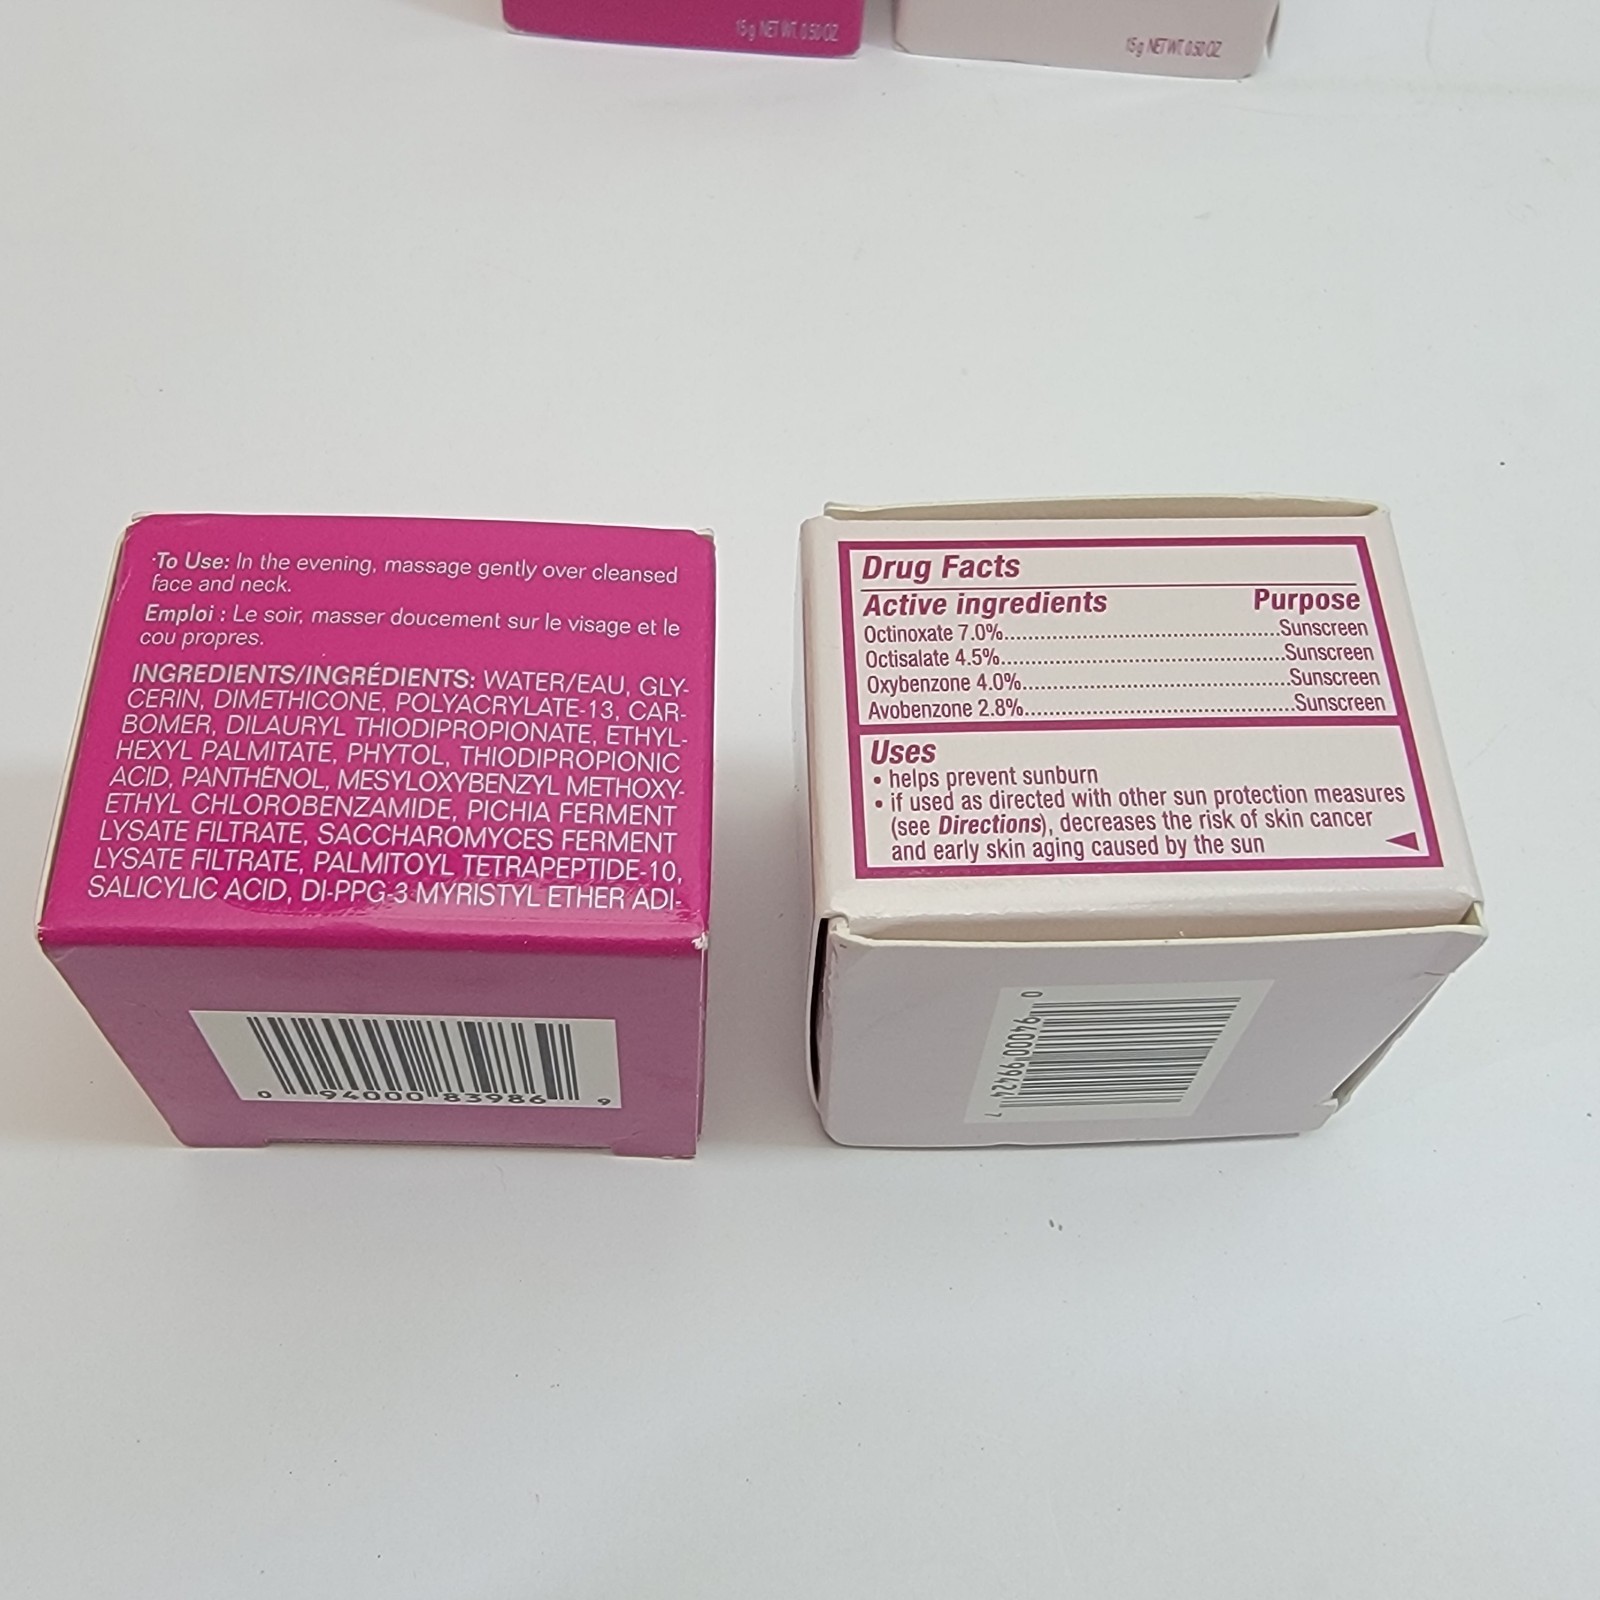 15g NET WT. 0.50 OZ
15g NET WT. 0.50 OZ
·To Use: In the evening, massage gently over cleansed
face and neck.
Emploi : Le soir, masser doucement sur le visage et le
cou propres.
INGREDIENTS/INGRÉDIENTS: WATER/EAU, GLY-
CERIN, DIMETHICONE, POLYACRYLATE-13, CAR-
BOMER, DILAURYL THIODIPROPIONATE, ETHYL-
HEXYL PALMITATE, PHYTOL, THIODIPROPIONIC
ACID, PANTHENOL, MESYLOXYBENZYL METHOXY-
ETHYL CHLOROBENZAMIDE, PICHIA FERMENT
LYSATE FILTRATE, SACCHAROMYCES FERMENT
LYSATE FILTRATE, PALMITOYL TETRAPEPTIDE-10,
SALICYLIC ACID, DI-PPG-3 MYRISTYL ETHER ADI-
0 94000 83986 9
Drug Facts
Active ingredients Purpose
Octinoxate 7.0%......Sunscreen
Octisalate 4.5%......Sunscreen
Oxybenzone 4.0%......Sunscreen
Avobenzone 2.8%......Sunscreen
Uses
• helps prevent sunburn
• if used as directed with other sun protection measures
(see Directions), decreases the risk of skin cancer
and early skin aging caused by the sun
0 94000 99424 7